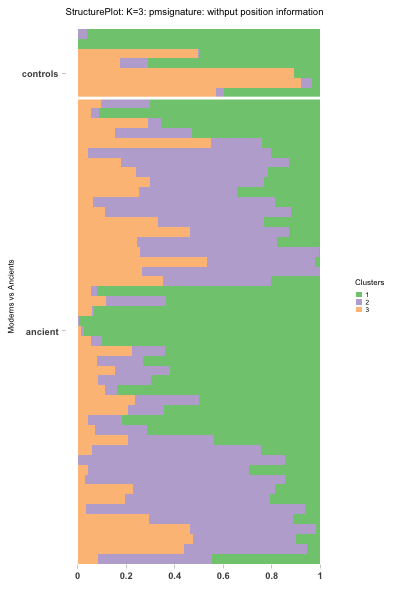 StructurePlot: K=3: pmsignature: withput position information
controls
Moderns vs Ancients
ancient
Clusters
1
2
3
0 0.2 0.4 0.6 0.8 1